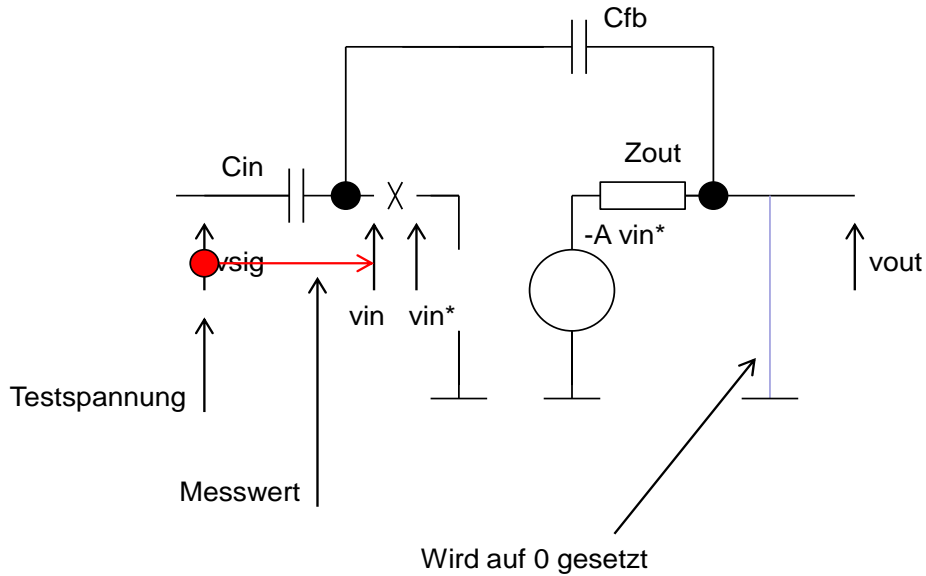 Cfb
Cin
Zout
-A vin*
vsig
vout
vin
vin*
Testspannung
Messwert
Wird auf 0 gesetzt